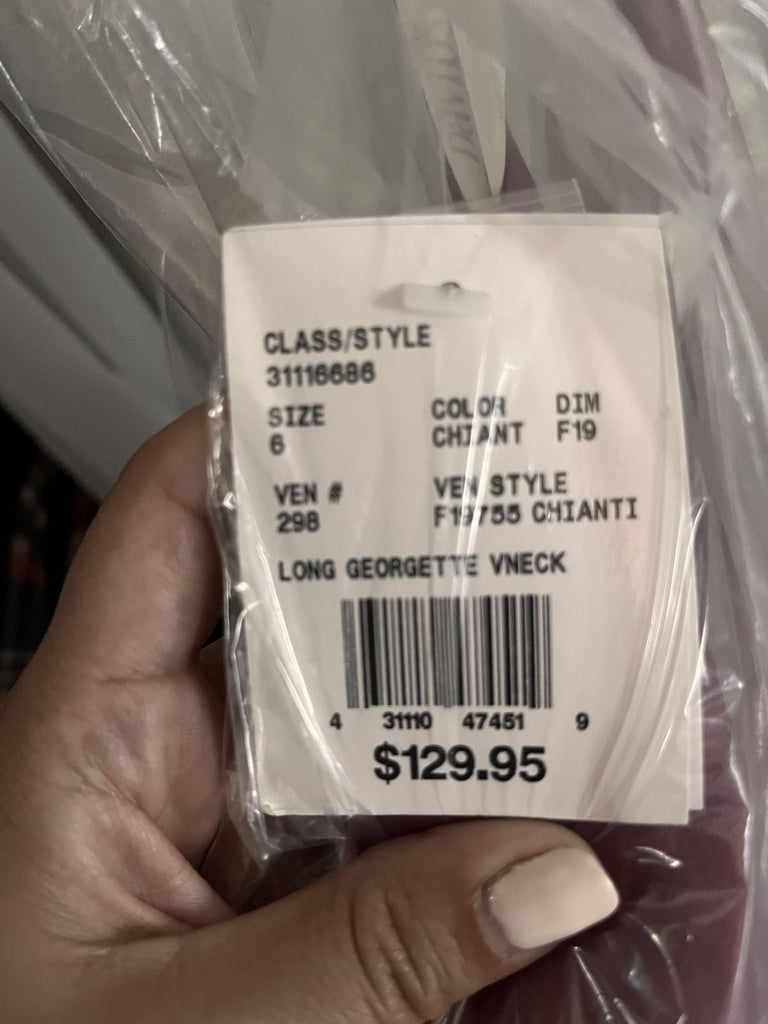 DAVID'S
CLASS/STYLE
31116686
SIZE COLOR DIM
6 CHIANT F19
VEN # VEN STYLE
298 F19755 CHIANTI
LONG GEORGETTE VNECK
4 31110 47451 9
$129.95